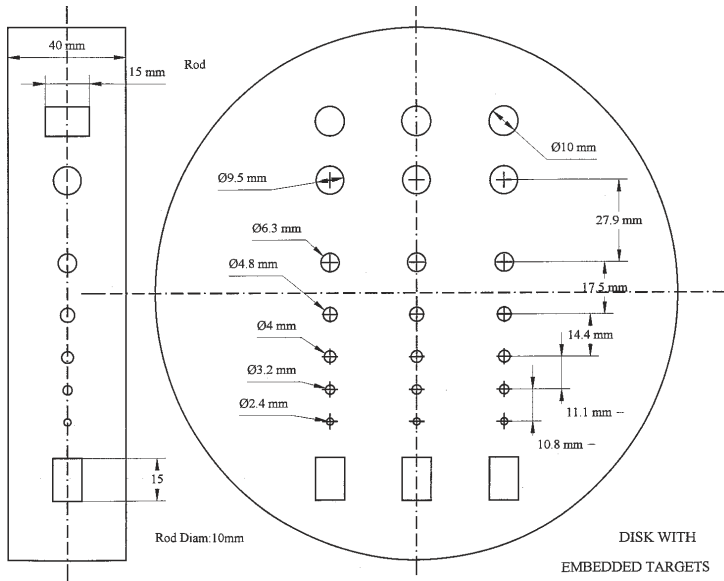 40 mm
15 mm
Rod
Ø10 mm
Ø9.5 mm
27.9 mm
Ø6.3 mm
Ø4.8 mm
17.5 mm
Ø4 mm
14.4 mm
Ø3.2 mm
Ø2.4 mm
11.1 mm
10.8 mm
15
Rod Diam:10mm
DISK WITH
EMBEDDED TARGETS